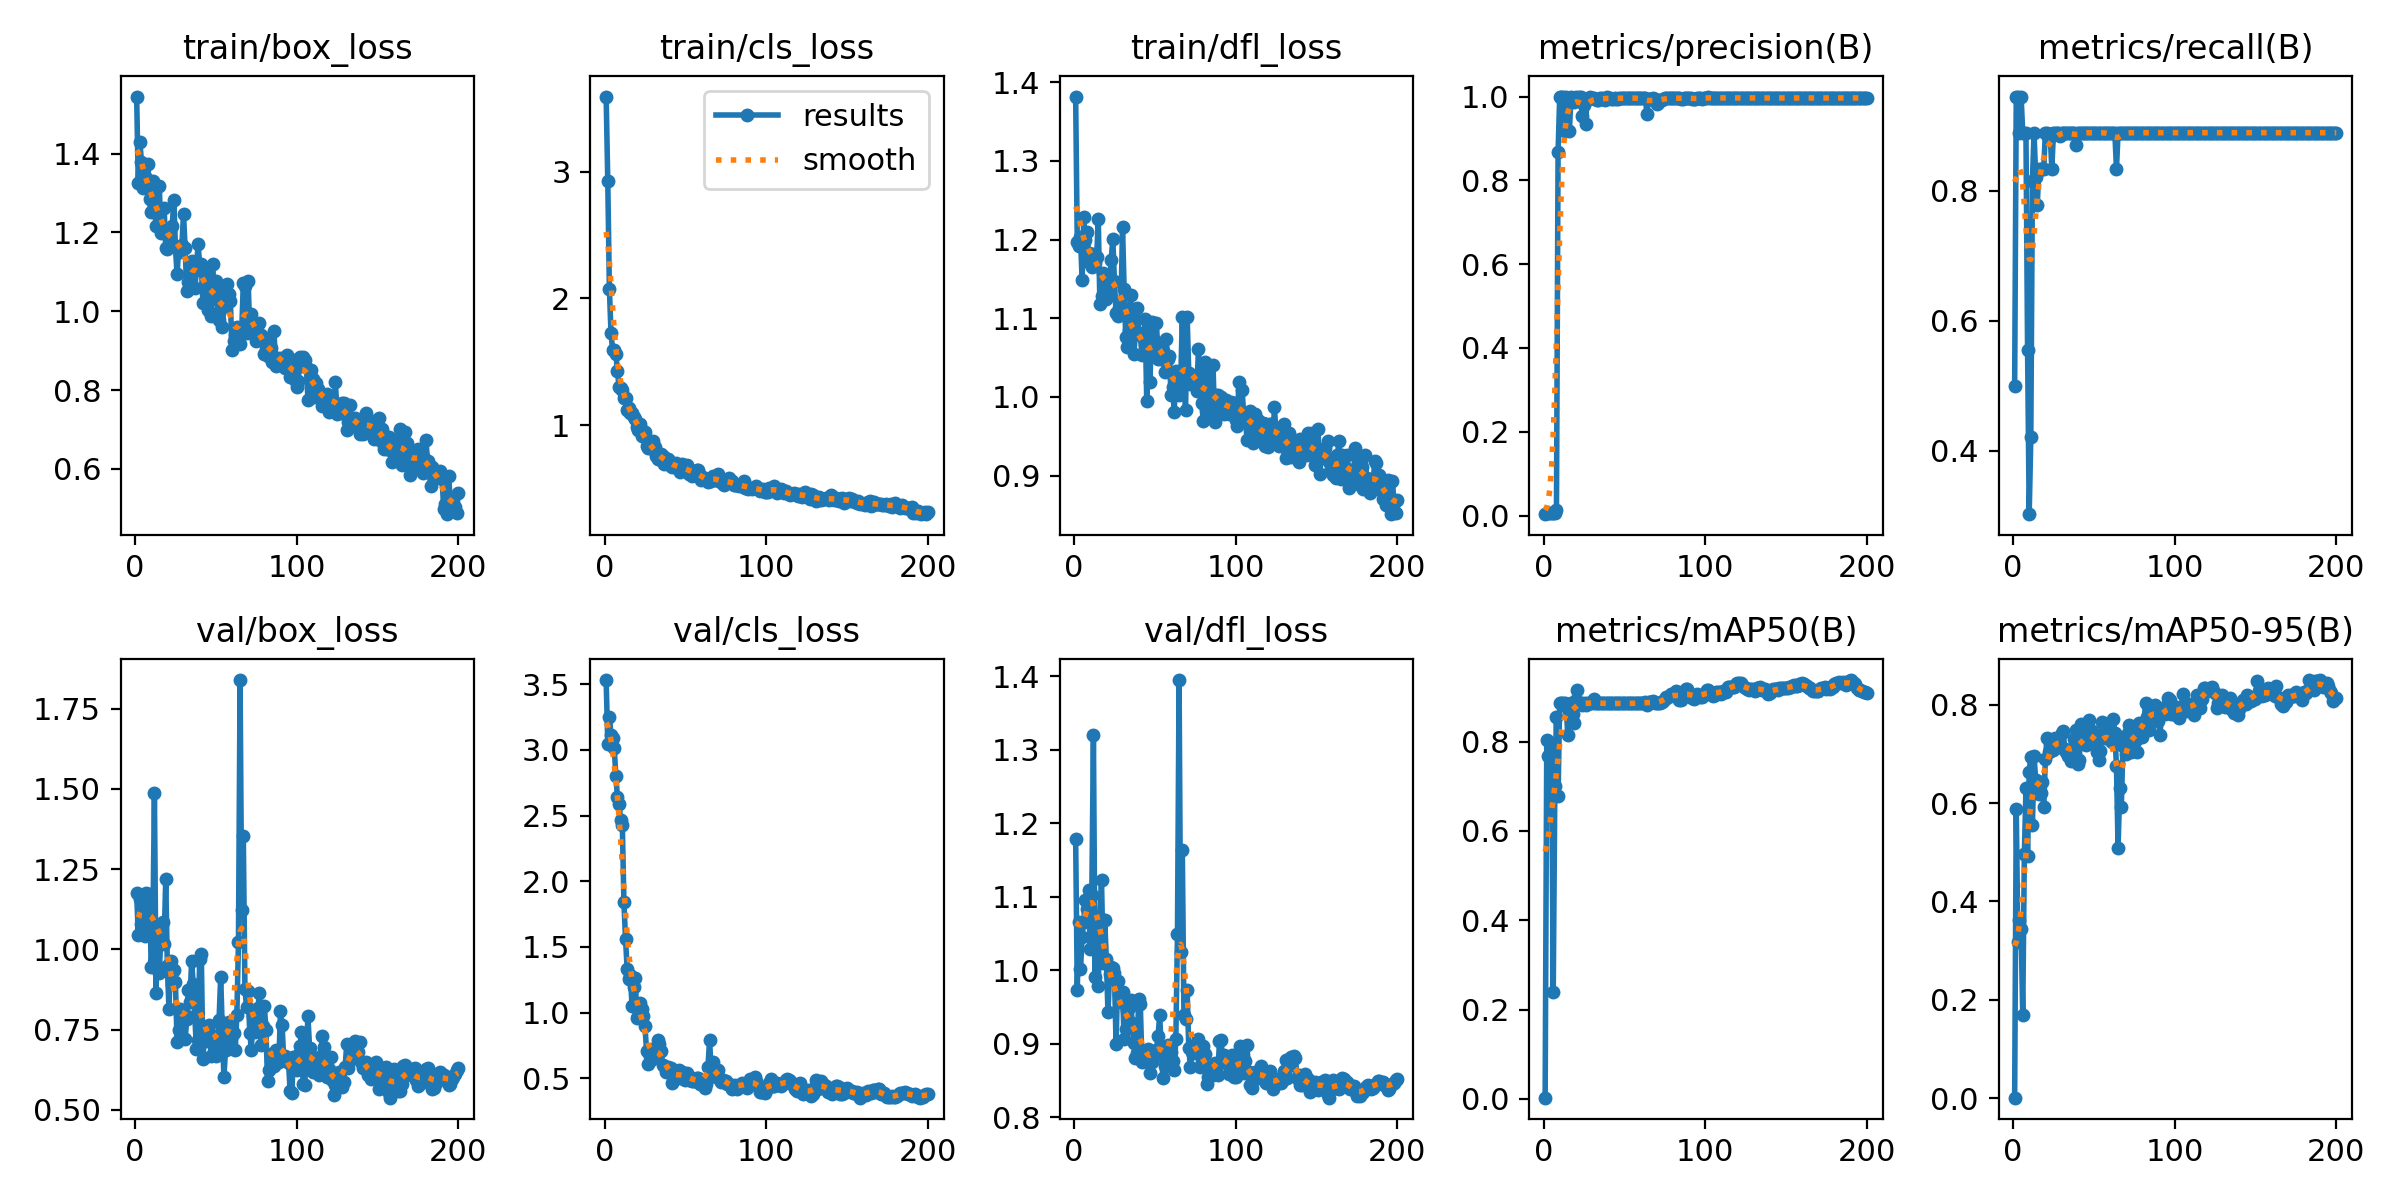 train/box_loss
1.4
1.2
1.0
0.8
0.6
0 100 200
train/cls_loss
results
smooth
3
2
1
0 100 200
train/dfl_loss
1.4
1.3
1.2
1.1
1.0
0.9
0 100 200
metrics/precision(B)
1.0
0.8
0.6
0.4
0.2
0.0
0 100 200
metrics/recall(B)
0.8
0.6
0.4
0 100 200
val/box_loss
1.75
1.50
1.25
1.00
0.75
0.50
0 100 200
val/cls_loss
3.5
3.0
2.5
2.0
1.5
1.0
0.5
0 100 200
val/dfl_loss
1.4
1.3
1.2
1.1
1.0
0.9
0.8
0 100 200
metrics/mAP50(B)
0.8
0.6
0.4
0.2
0.0
0 100 200
metrics/mAP50-95(B)
0.8
0.6
0.4
0.2
0.0
0 100 200